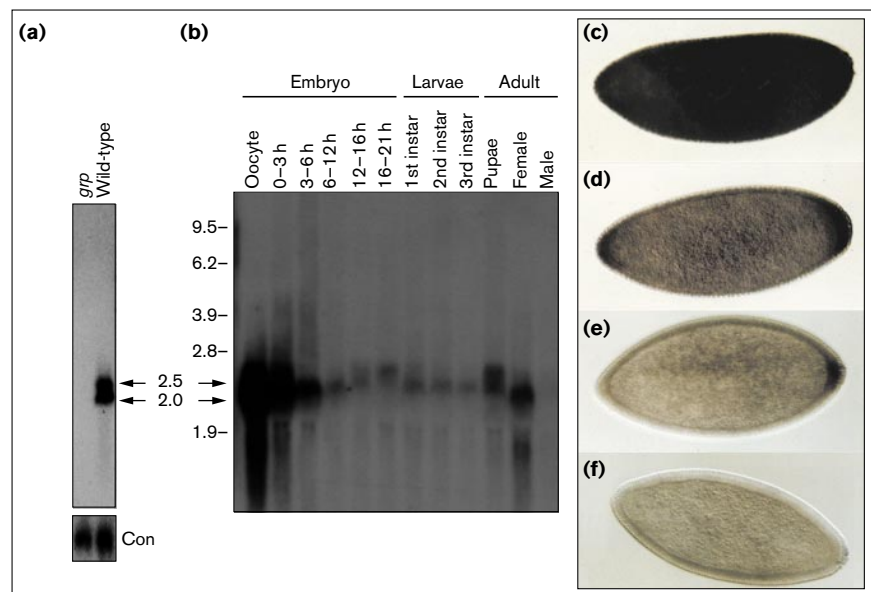 (a)
grp
Wild-type
2.5
2.0
Con
(b)
Embryo
Larvae
Adult
Oocyte
0–3 h
3–6 h
6–12 h
12–16 h
16–21 h
1st instar
2nd instar
3rd instar
Pupae
Female
Male
9.5–
6.2–
3.9–
2.8–
1.9–
(c)
(d)
(e)
(f)